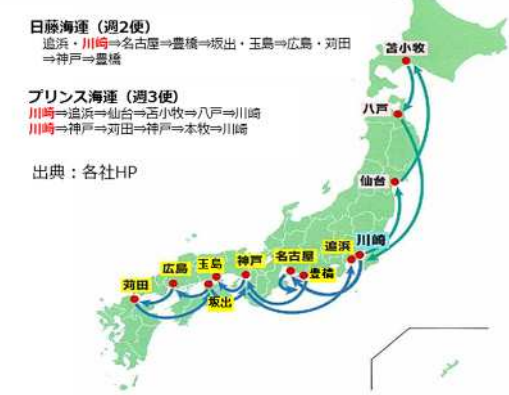 日藤海運（週2便）
追浜・川崎⇒名古屋⇒豊橋⇒坂出・玉島⇒広島・苅田
⇒神戸⇒豊橋
プリンス海運（週3便）
川崎⇒追浜⇒仙台⇒苫小牧⇒八戸⇒川崎
川崎⇒神戸⇒苅田⇒神戸⇒本牧⇒川崎
出典：各社HP
苫小牧
八戸
仙台
追浜
川崎
名古屋
豊橋
神戸
玉島
坂出
広島
苅田